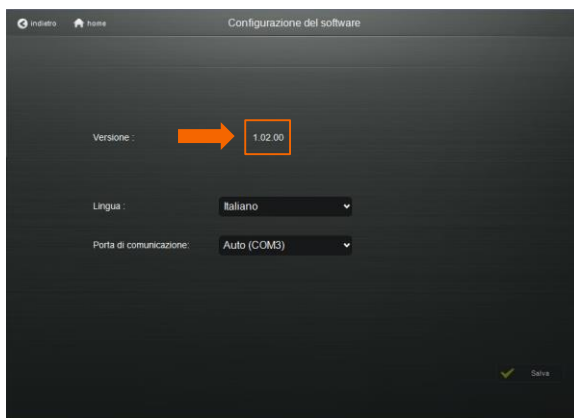 indietro home Configurazione del software
Versione : 1.02.00
Lingua : Italiano
Porta di comunicazione: Auto (COM3)
Salva